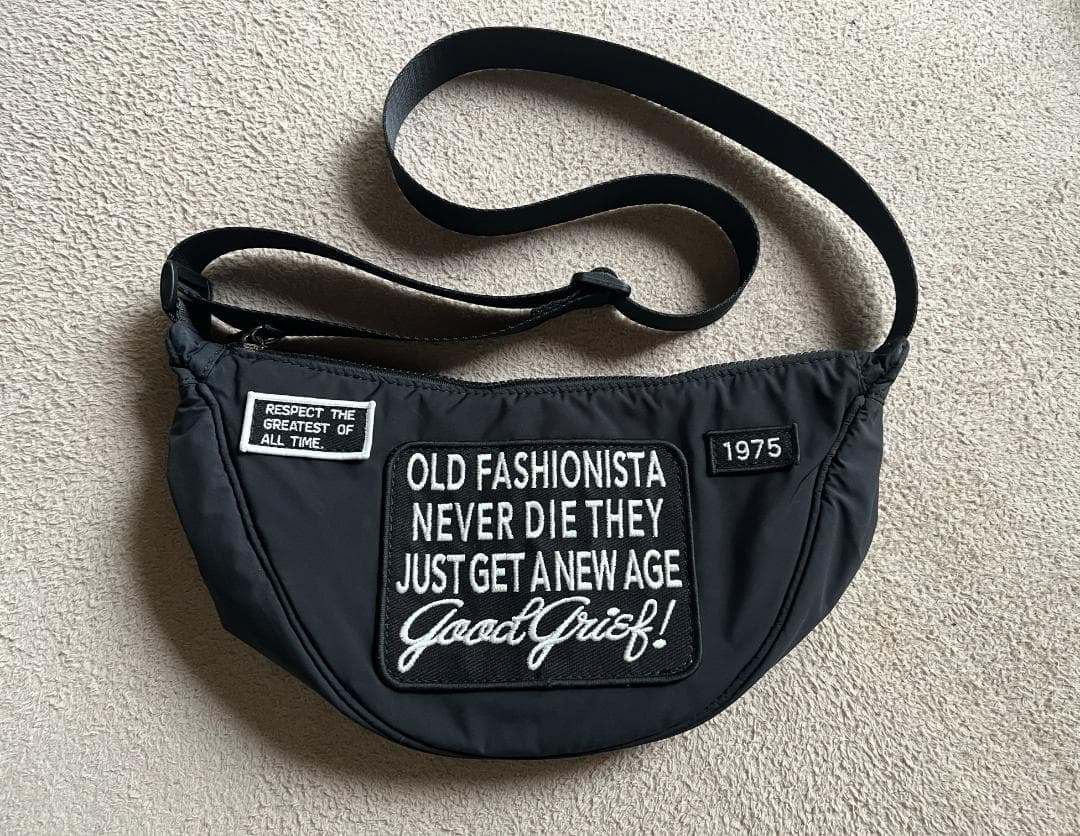 RESPECT THE
GREATEST OF
ALL TIME.
OLD FASHIONISTA
NEVER DIE THEY
JUST GET A NEW AGE
Good Grief!
1975